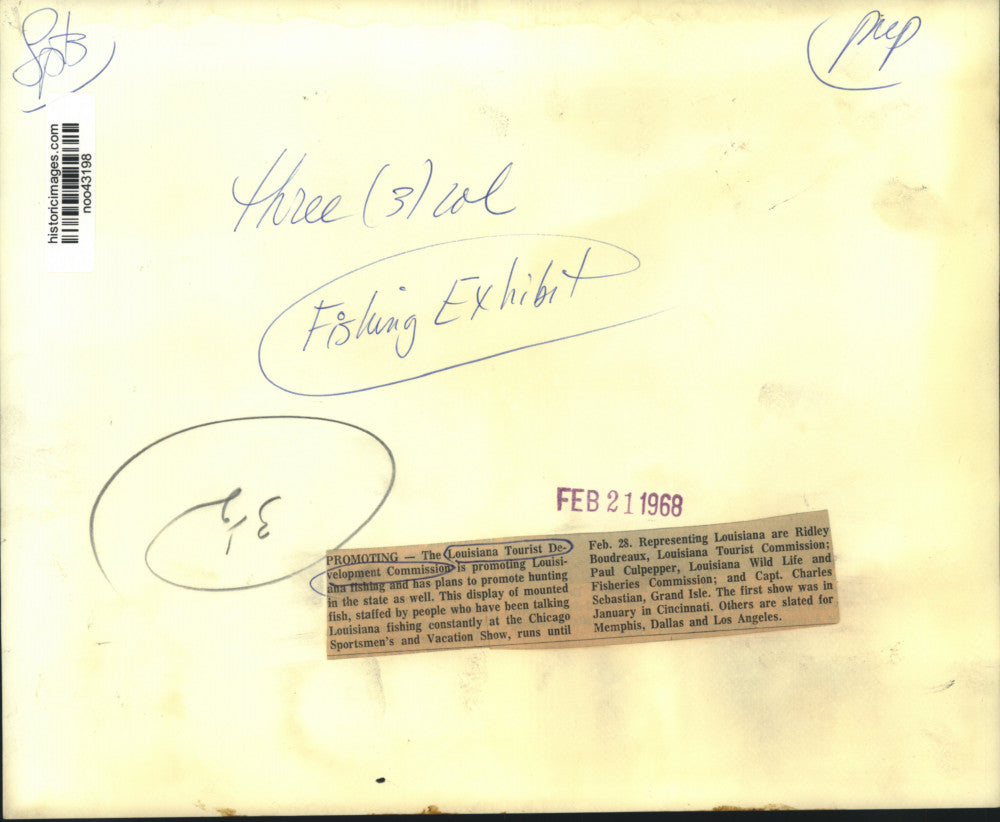 Spts
prep
historicimages.com
noo43198
three (3) col
Fishing Exhibit
FEB 21 1968
PROMOTING — The Louisiana Tourist De-
velopment Commission is promoting Louisi-
ana fishing and has plans to promote hunting
in the state as well. This display of mounted
fish, staffed by people who have been talking
Louisiana fishing constantly at the Chicago
Sportsmen's and Vacation Show, runs until
Feb. 28. Representing Louisiana are Ridley
Boudreaux, Louisiana Tourist Commission;
Paul Culpepper, Louisiana Wild Life and
Fisheries Commission; and Capt. Charles
Sebastian, Grand Isle. The first show was in
January in Cincinnati. Others are slated for
Memphis, Dallas and Los Angeles.